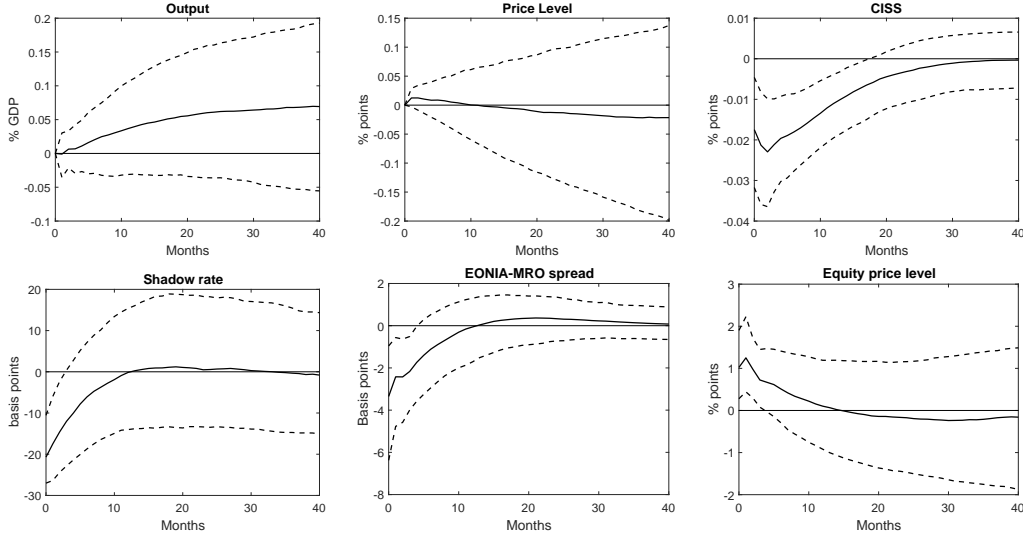 Output
% GDP
0.2
0.15
0.1
0.05
0
-0.05
-0.1
0 10 20 30 40
Months
Price Level
% points
0.15
0.1
0.05
0
-0.05
-0.1
-0.15
-0.2
0 10 20 30 40
Months
CISS
% points
0.01
0
-0.01
-0.02
-0.03
-0.04
0 10 20 30 40
Months
Shadow rate
basis points
20
10
0
-10
-20
-30
0 10 20 30 40
Months
EONIA-MRO spread
Basis points
2
0
-2
-4
-6
-8
0 10 20 30 40
Months
Equity price level
% points
3
2
1
0
-1
-2
0 10 20 30 40
Months